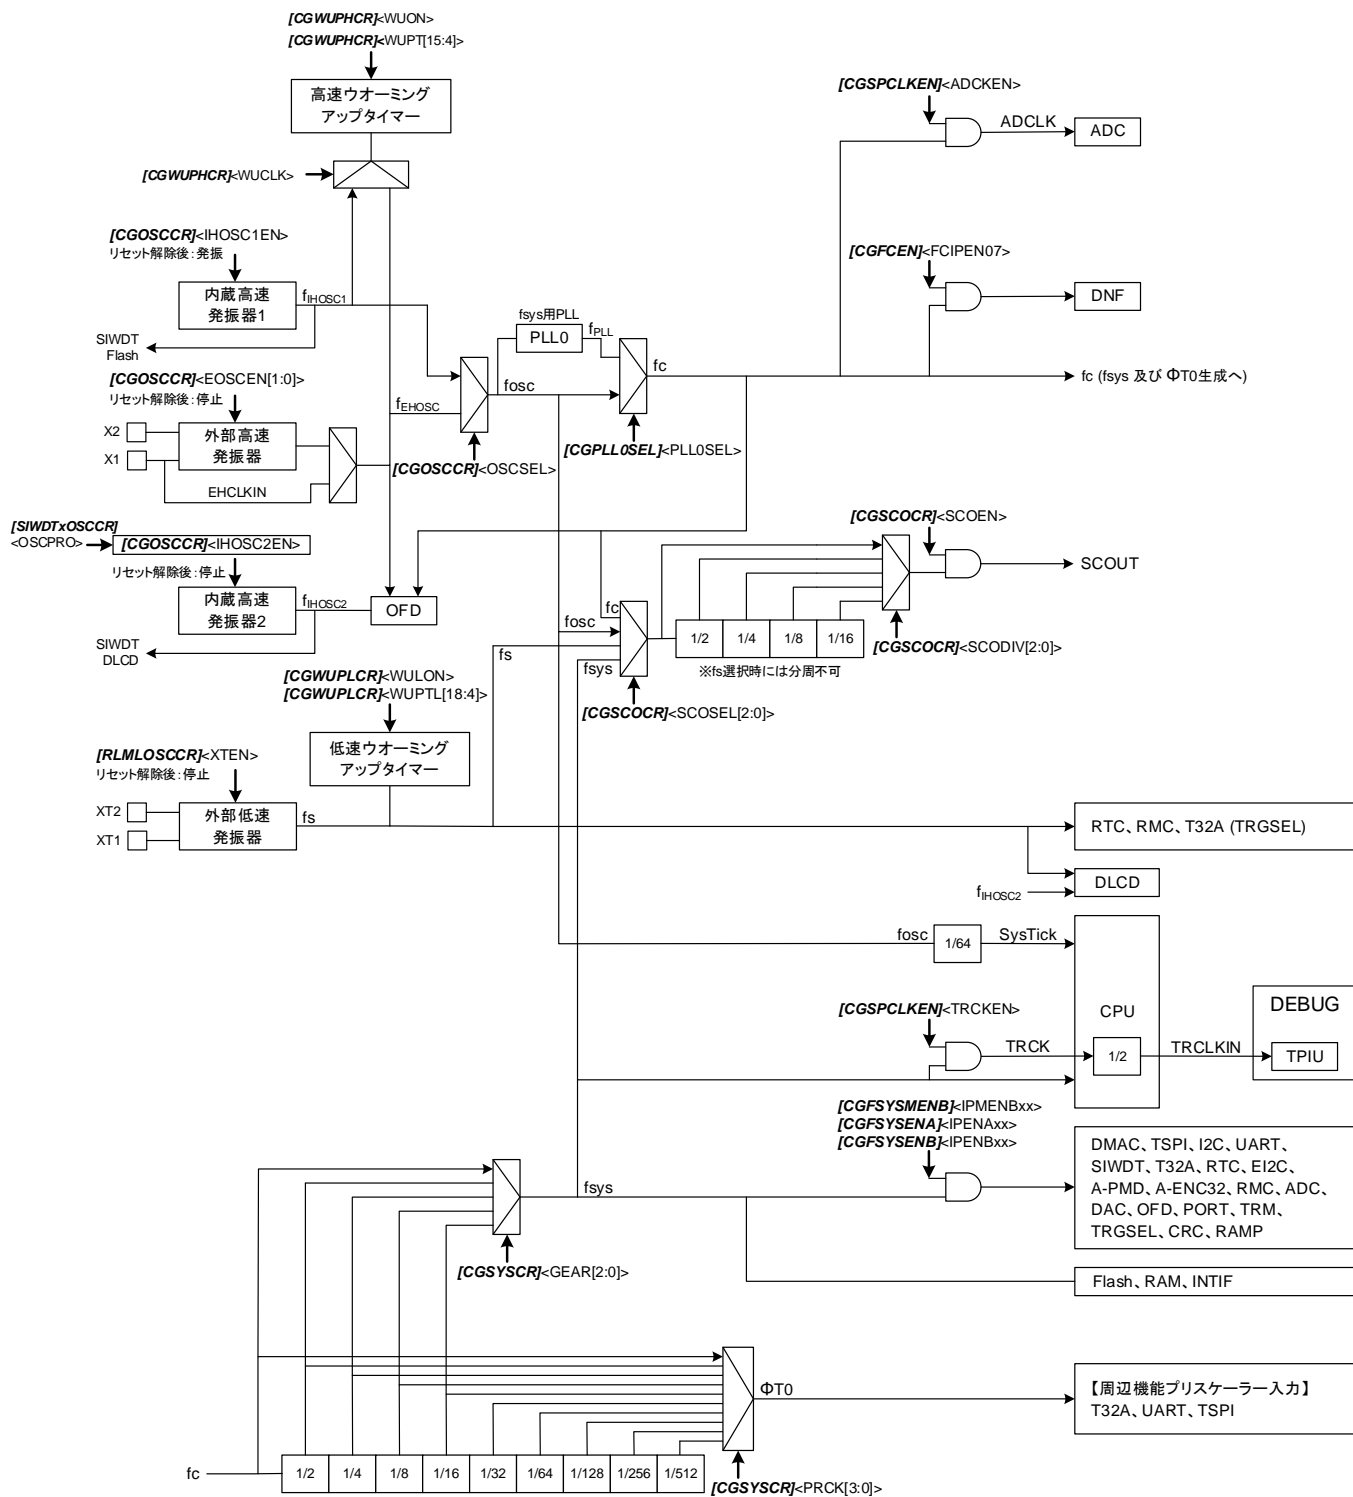 [CGWUPHCR]<WUON>
[CGWUPHCR]<WUPT[15:4]>
高速ウオーミング
アップタイマー
[CGWUPHCR]<WUCLK>
[CGSPCLKEN]<ADCKEN>
ADCLK
ADC
[CGOSCCR]<IHOSC1EN>
リセット解除後：発振
内蔵高速
発振器1
fIHOSC1
SIWDT
Flash
[CGFCEN]<FCIPEN07>
DNF
fsys用PLL
PLL0
fPLL
fosc
fc
fc (fsys 及び ΦT0生成へ)
[CGOSCCR]<EOSCEN[1:0]>
リセット解除後：停止
X2
X1
外部高速
発振器
EHCLKIN
fEHOSC
[CGOSCCR]<OSCSEL>
[CGPLL0SEL]<PLL0SEL>
[SIWDTxOSCCR]
<OSCPRO>
[CGOSCCR]<IHOSC2EN>
リセット解除後：停止
内蔵高速
発振器2
fIHOSC2
OFD
SIWDT
DLCD
[CGSCOCR]<SCOEN>
SCOUT
fc
fosc
fs
fsys
1/2
1/4
1/8
1/16
[CGSCOCR]<SCODIV[2:0]>
※fs選択時には分周不可
[CGSCOCR]<SCOSEL[2:0]>
[CGWUPLCR]<WULON>
[CGWUPLCR]<WUPTL[18:4]>
低速ウオーミング
アップタイマー
[RLMLOSCCR]<XTEN>
リセット解除後：停止
XT2
XT1
外部低速
発振器
fs
RTC、RMC、T32A (TRGSEL)
DLCD
fIHOSC2
fosc
1/64
SysTick
CPU
[CGSPCLKEN]<TRCKEN>
TRCK
1/2
TRCLKIN
DEBUG
TPIU
[CGFSYSMENB]<IPMENBxx>
[CGFSYSENA]<IPENAxx>
[CGFSYSENB]<IPENBxx>
DMAC、TSPI、I2C、UART、
SIWDT、T32A、RTC、EI2C、
A-PMD、A-ENC32、RMC、ADC、
DAC、OFD、PORT、TRM、
TRGSEL、CRC、RAMP
fsys
[CGSYSCR]<GEAR[2:0]>
Flash、RAM、INTIF
ΦT0
【周辺機能プリスケーラー入力】
T32A、UART、TSPI
fc
1/2
1/4
1/8
1/16
1/32
1/64
1/128
1/256
1/512
[CGSYSCR]<PRCK[3:0]>